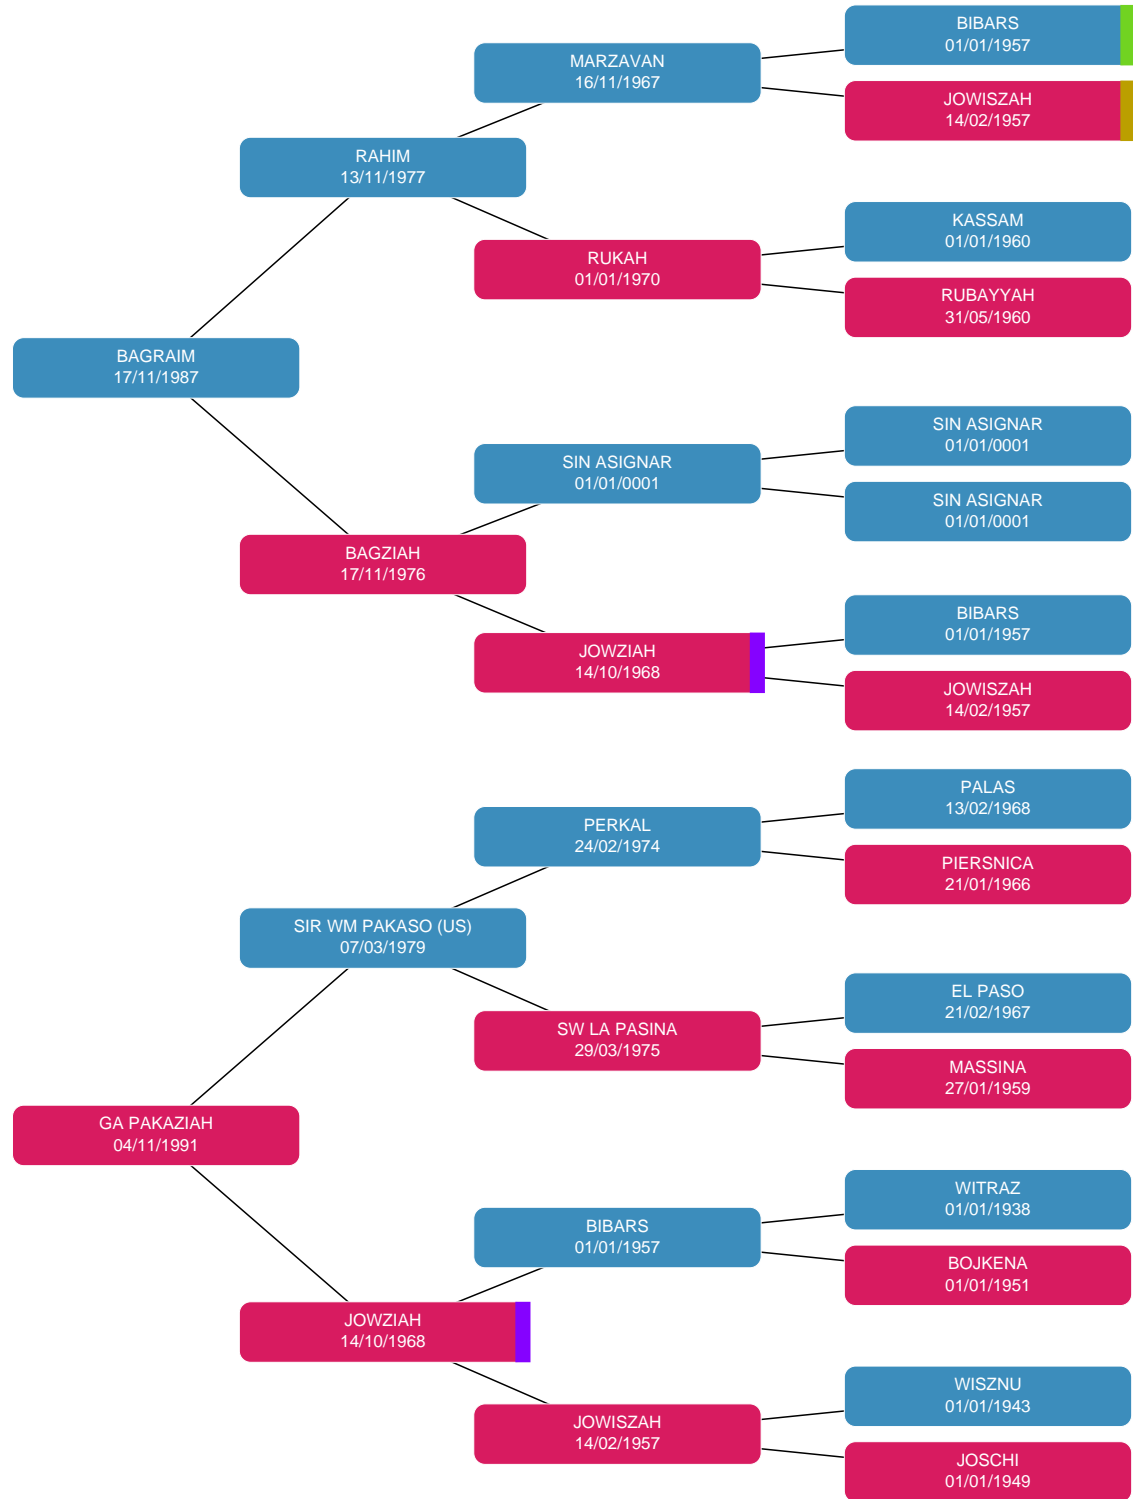 BIBARS
01/01/1957
MARZAVAN
16/11/1967
JOWISZAH
14/02/1957
RAHIM
13/11/1977
KASSAM
01/01/1960
RUKAH
01/01/1970
RUBAYYAH
31/05/1960
BAGRAIM
17/11/1987
SIN ASIGNAR
01/01/0001
SIN ASIGNAR
01/01/0001
SIN ASIGNAR
01/01/0001
BAGZIAH
17/11/1976
BIBARS
01/01/1957
JOWZIAH
14/10/1968
JOWISZAH
14/02/1957
PALAS
13/02/1968
PERKAL
24/02/1974
PIERSNICA
21/01/1966
SIR WM PAKASO (US)
07/03/1979
EL PASO
21/02/1967
SW LA PASINA
29/03/1975
MASSINA
27/01/1959
GA PAKAZIAH
04/11/1991
WITRAZ
01/01/1938
BIBARS
01/01/1957
BOJKENA
01/01/1951
JOWZIAH
14/10/1968
WISZNU
01/01/1943
JOWISZAH
14/02/1957
JOSCHI
01/01/1949